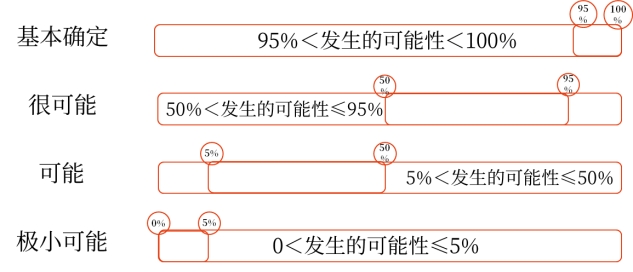 95% 100%
基本确定 95%＜发生的可能性＜100%
50% 95%
很可能 50%＜发生的可能性≤95%
5% 50%
可能 5%＜发生的可能性≤50%
0% 5%
极小可能 0＜发生的可能性≤5%